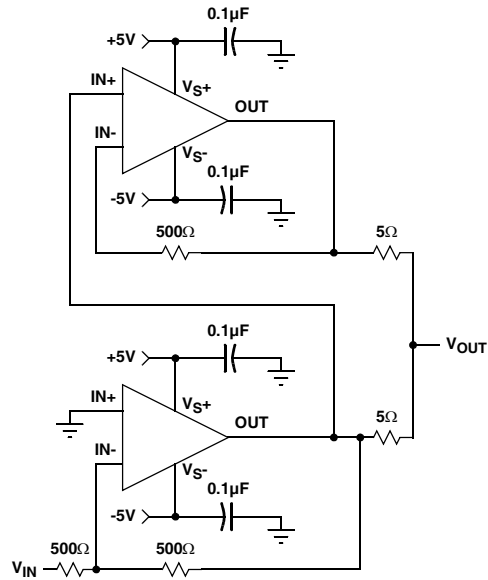 0.1µF
+5V
IN+
VS+
OUT
IN-
VS-
0.1µF
-5V
500Ω
5Ω
0.1µF
VOUT
+5V
IN+
VS+
5Ω
OUT
IN-
VS-
0.1µF
-5V
500Ω
500Ω
VIN